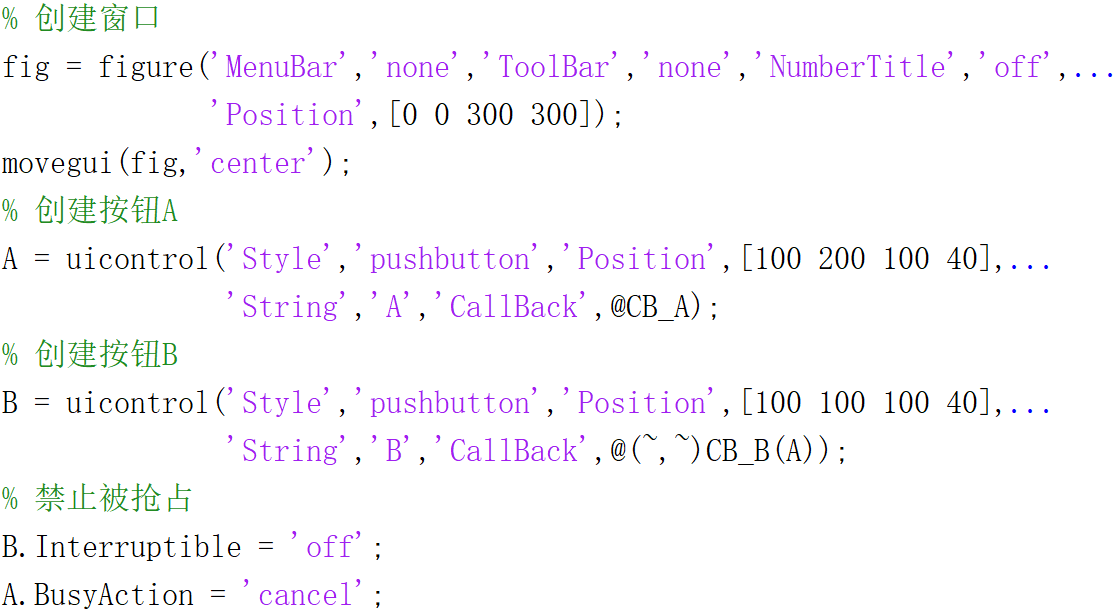 % 创建窗口
fig = figure('MenuBar','none','ToolBar','none','NumberTitle','off',...
'Position',[0 0 300 300]);
movegui(fig,'center');
% 创建按钮A
A = uicontrol('Style','pushbutton','Position',[100 200 100 40],...
'String','A','CallBack',@CB_A);
% 创建按钮B
B = uicontrol('Style','pushbutton','Position',[100 100 100 40],...
'String','B','CallBack',@(~,~)CB_B(A));
% 禁止被抢占
B.Interruptible = 'off';
A.BusyAction = 'cancel';